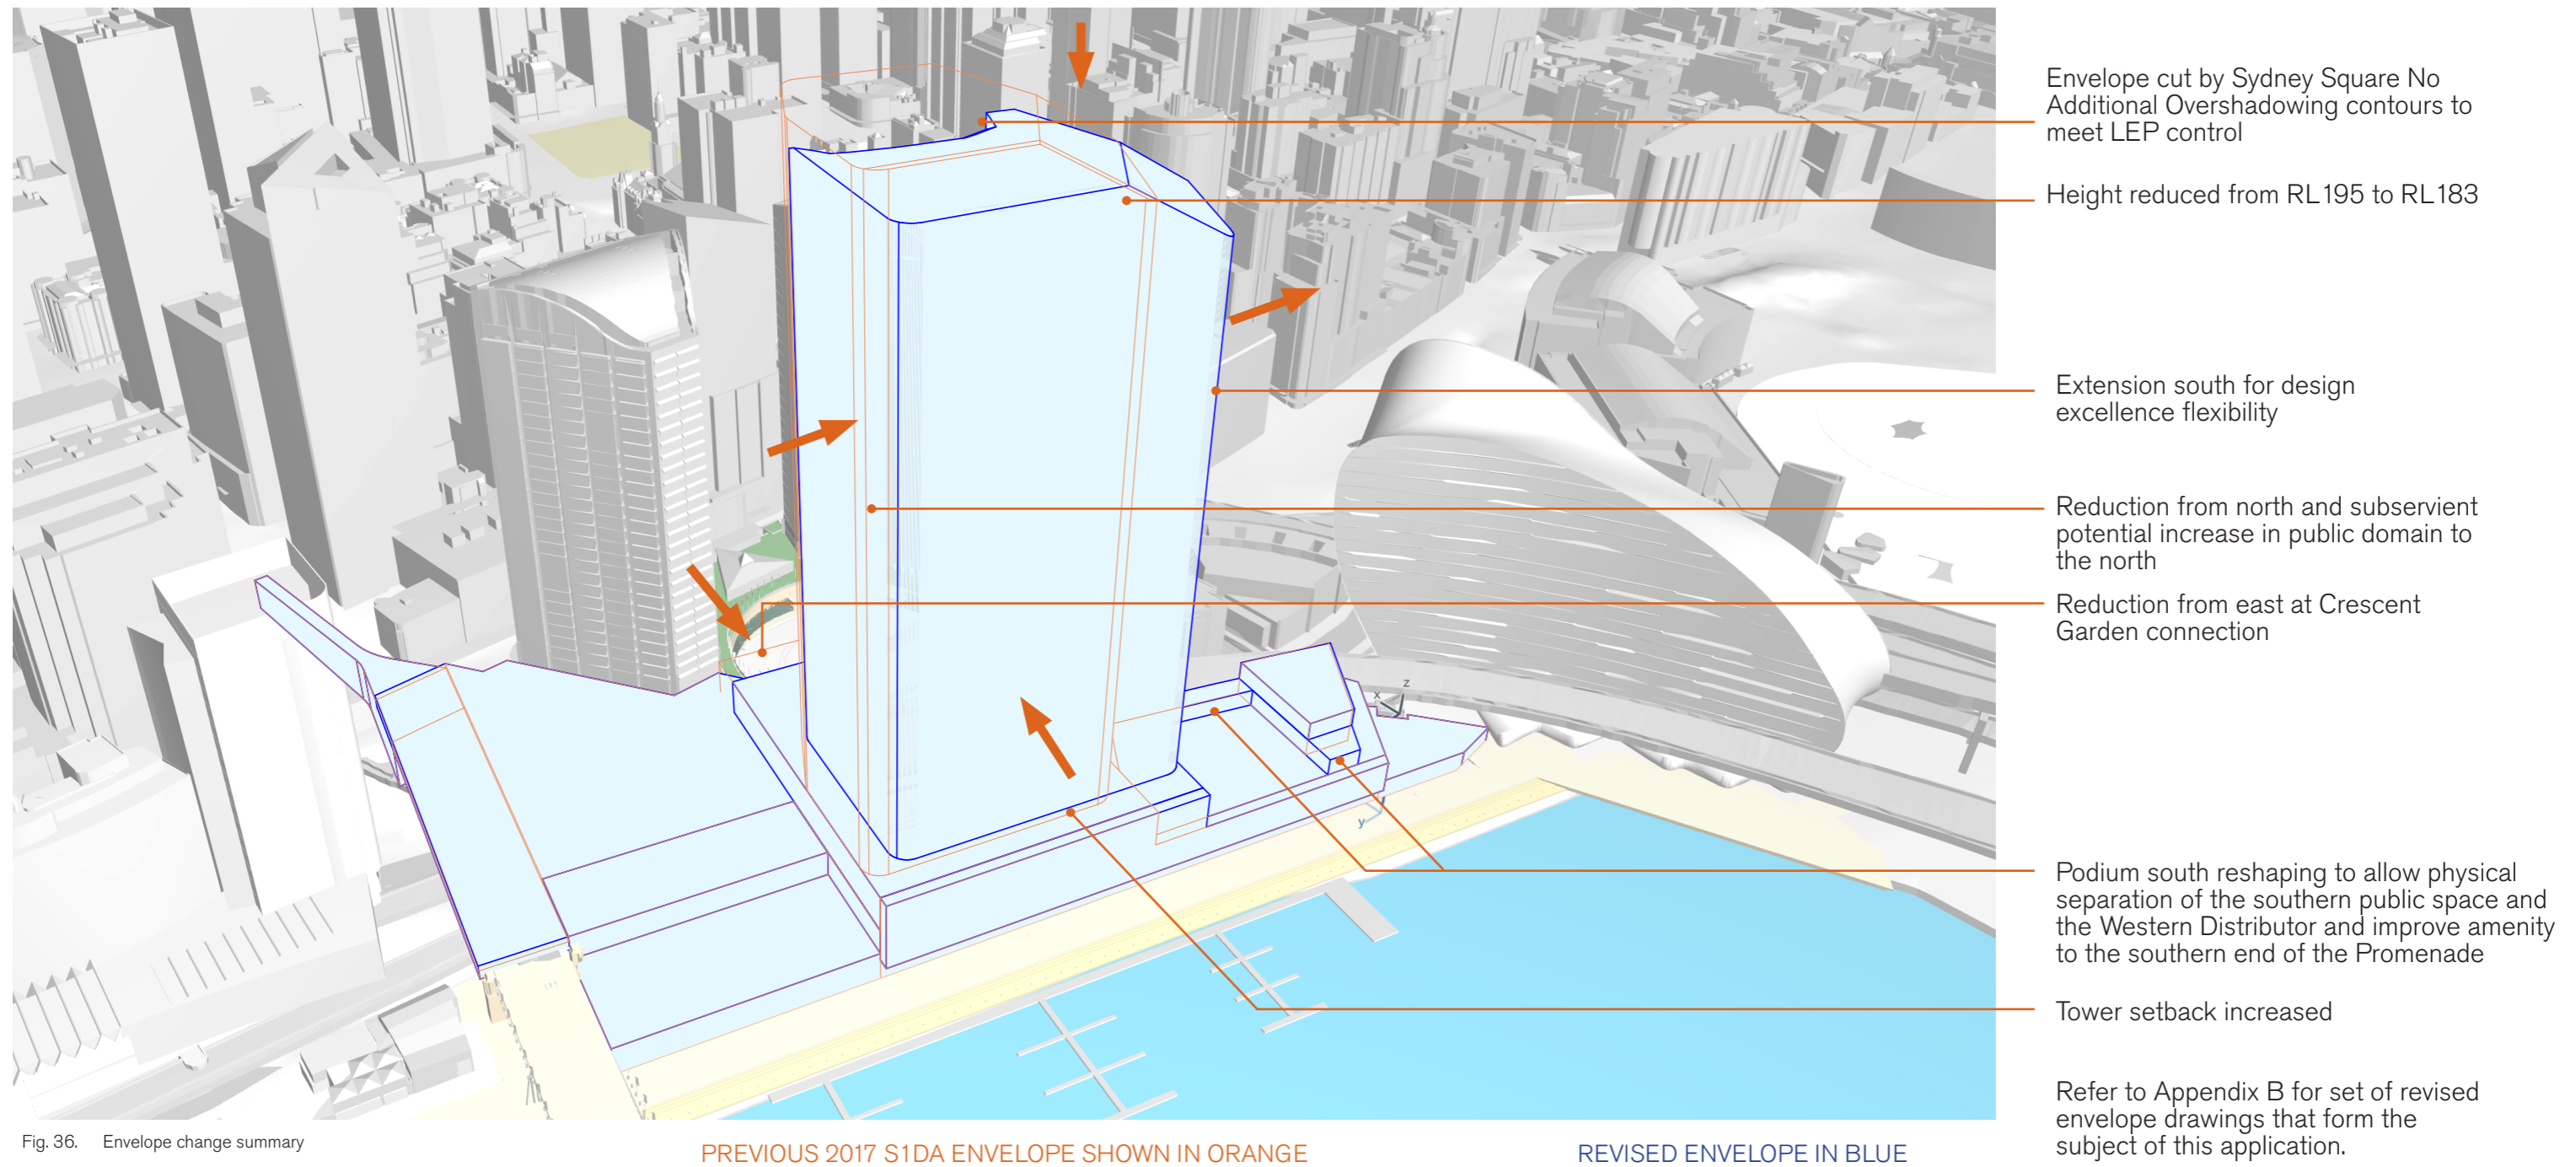 Envelope cut by Sydney Square No
Additional Overshadowing contours to
meet LEP control
Height reduced from RL195 to RL183
Extension south for design
excellence flexibility
Reduction from north and subservient
potential increase in public domain to
the north
Reduction from east at Crescent
Garden connection
x
z
y
Podium south reshaping to allow physical
separation of the southern public space and
the Western Distributor and improve amenity
to the southern end of the Promenade
Tower setback increased
Refer to Appendix B for set of revised
envelope drawings that form the
subject of this application.
Fig. 36. Envelope change summary
PREVIOUS 2017 S1DA ENVELOPE SHOWN IN ORANGE
REVISED ENVELOPE IN BLUE